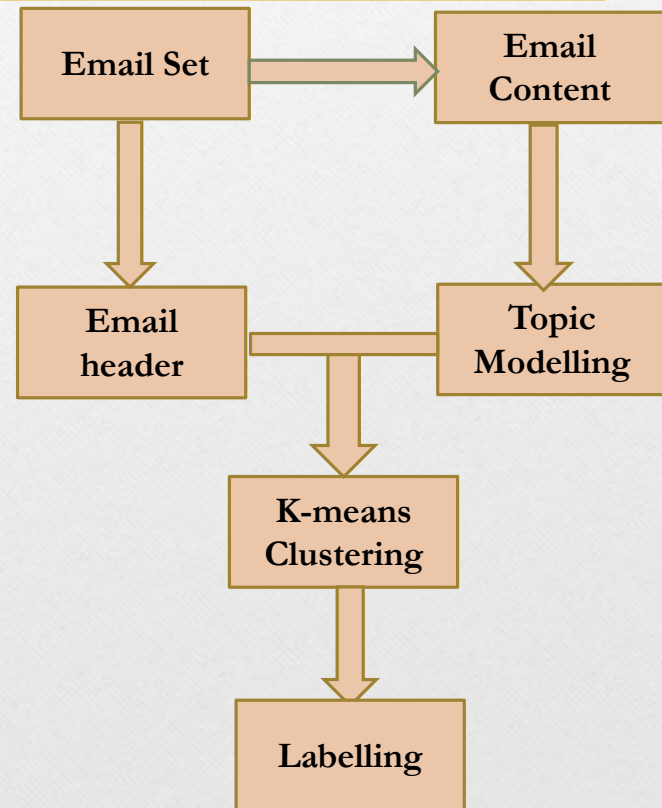 Email Set
Email
Content
Email
header
Topic
Modelling
K-means
Clustering
Labelling